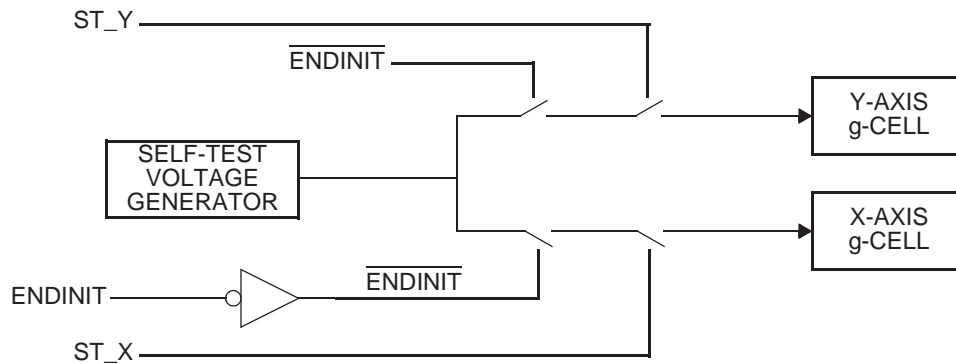 ST_Y
ENDINIT
Y-AXIS
g-CELL
SELF-TEST
VOLTAGE
GENERATOR
X-AXIS
g-CELL
ENDINIT
ENDINIT
ST_X